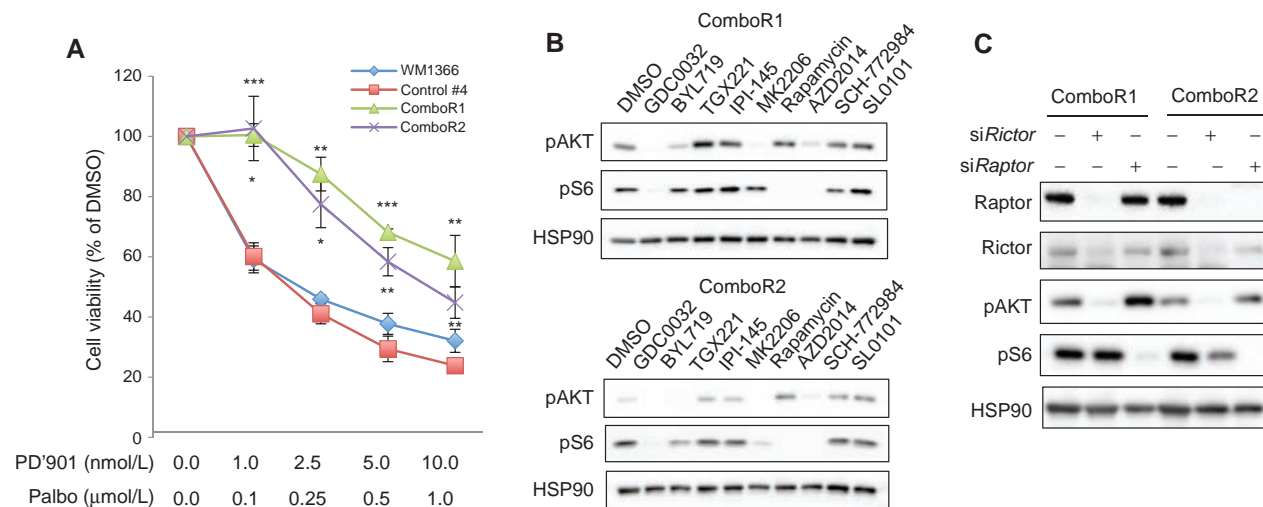 A
120
100
80
60
40
20
0
Cell viability (% of DMSO)
WM1366
Control #4
ComboR1
ComboR2
***
*
**
*
***
**
**
**
PD'901 (nmol/L) 0.0 1.0 2.5 5.0 10.0
Palbo (μmol/L) 0.0 0.1 0.25 0.5 1.0
B
ComboR1
DMSO GDC0032 BYL719 TGX221 IPI-145 MK2206 Rapamycin AZD2014 SCH-772984 SL0101
pAKT
pS6
HSP90
ComboR2
DMSO GDC0032 BYL719 TGX221 IPI-145 MK2206 Rapamycin AZD2014 SCH-772984 SL0101
pAKT
pS6
HSP90
C
ComboR1 ComboR2
siRictor – + – – + –
siRaptor – – + – – +
Raptor
Rictor
pAKT
pS6
HSP90